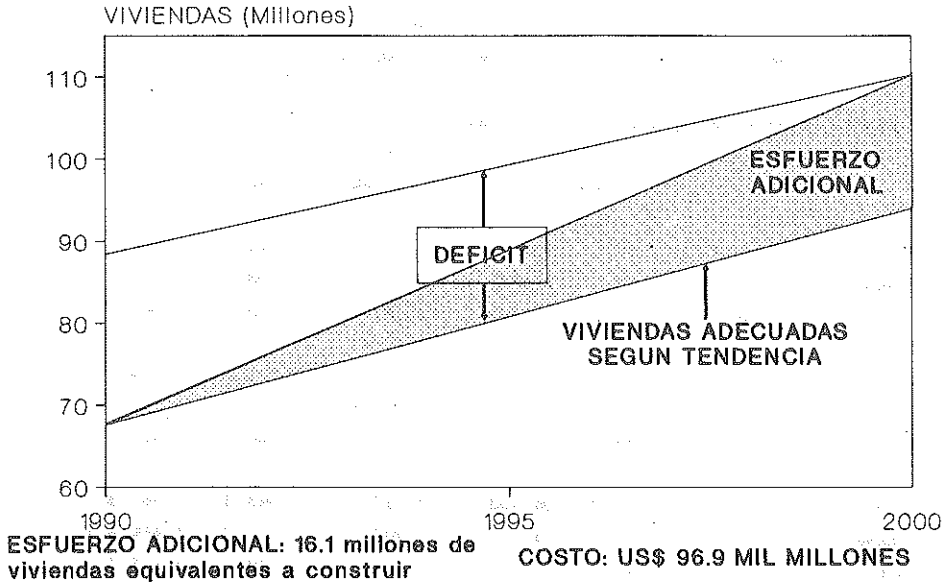 VIVIENDAS (Millones)
110
100
90
80
70
60
1990
1995
2000
ESFUERZO
ADICIONAL
DEFICIT
VIVIENDAS ADECUADAS
SEGUN TENDENCIA
ESFUERZO ADICIONAL: 16.1 millones de
viviendas equivalentes a construir
COSTO: US$ 96.9 MIL MILLONES